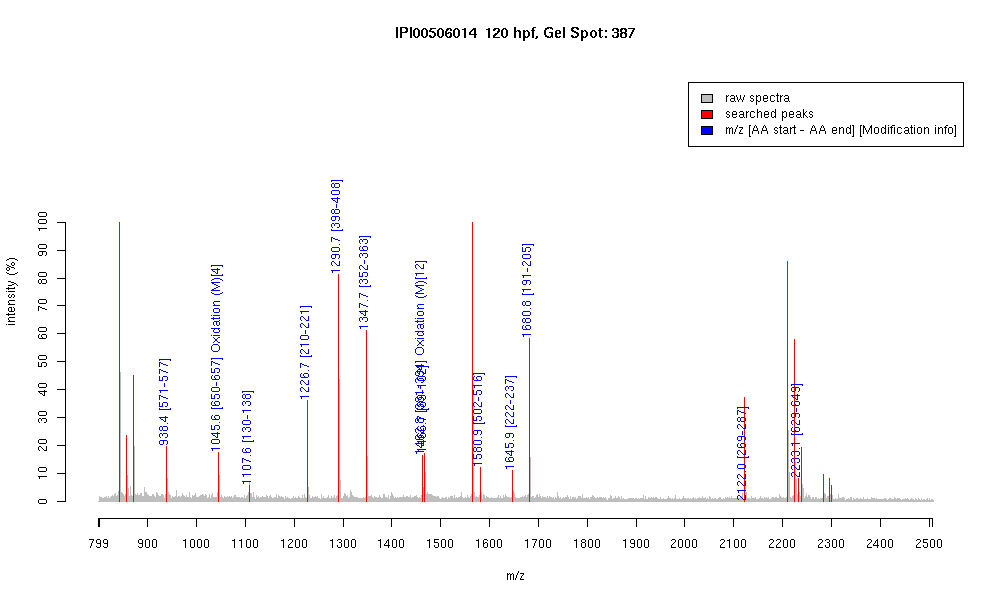 IPI00506014 120 hpf, Gel Spot: 387
raw spectra
searched peaks
m/z [AA start - AA end] [Modification info]
intensity (%)
100
90
80
70
60
50
40
30
20
10
0
938.4 [571-577]
1045.6 [650-657] Oxidation (M)[4]
1107.6 [130-138]
1226.7 [210-221]
1290.7 [398-408]
1347.7 [352-363]
Oxidation (M)[12]
1580.9 [502-516]
1645.9 [222-237]
1680.8 [191-205]
2122.0 [269-287]
2233.1 [629-649]
799 900 1000 1100 1200 1300 1400 1500 1600 1700 1800 1900 2000 2100 2200 2300 2400 2500
m/z